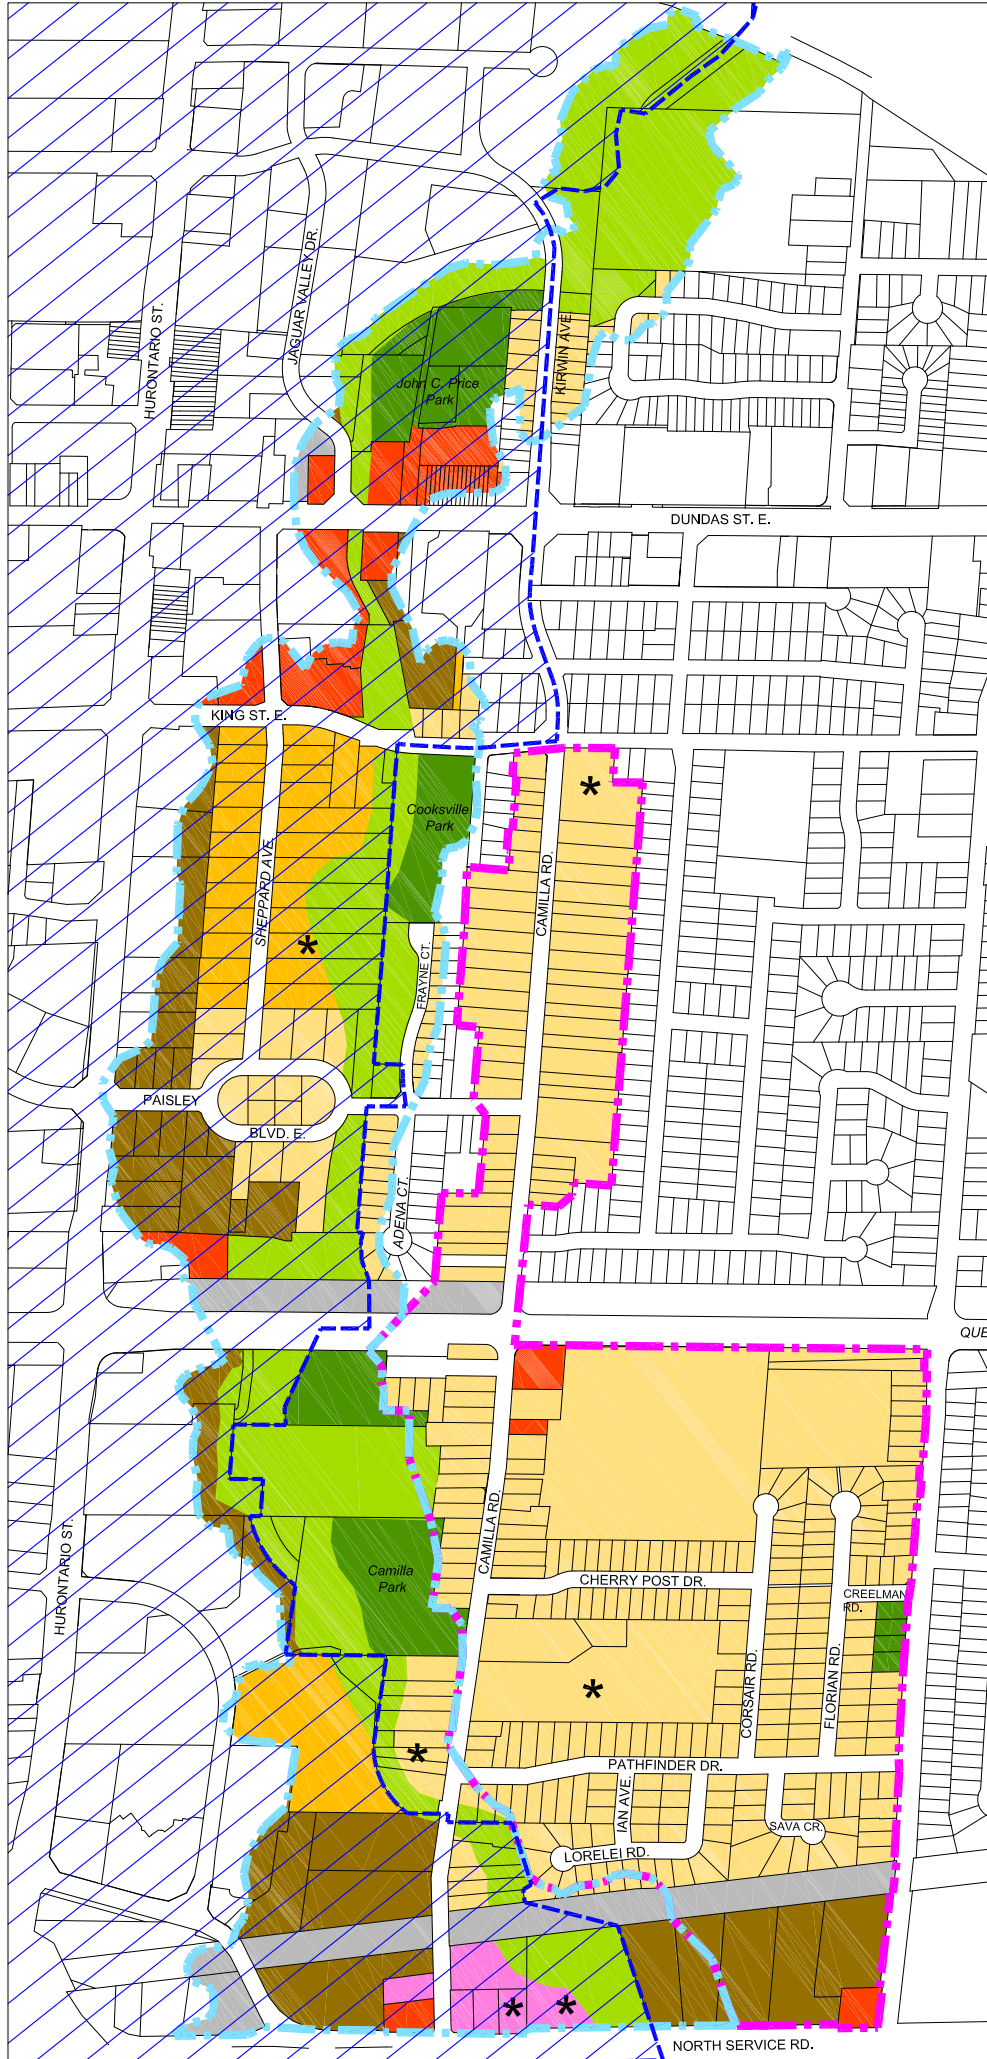 JAGUAR VALLEY DR.
HURONTARIO ST.
KIRWIN AVE.
John C. Price
Park
DUNDAS ST. E.
KING ST. E.
Cooksville
Park
SHEPPARD AVE.
CAMILLA RD.
FRAYNE CT.
PAISLEY
BLVD. E.
ADENA CT.
QUE
CAMILLA RD.
HURONTARIO ST.
Camilla
Park
CHERRY POST DR.
CREELMAN
RD.
CORSAIR RD.
FLORIAN RD.
PATHFINDER DR.
IAN AVE.
SAVA CR.
LORELEI RD.
NORTH SERVICE RD.